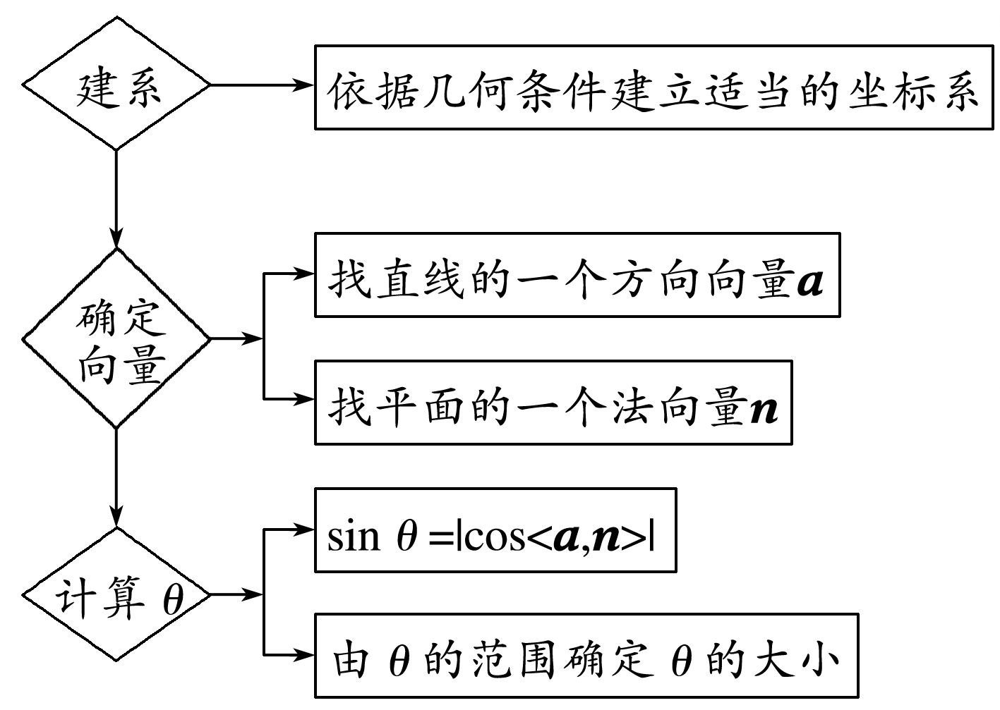 建系
依据几何条件建立适当的坐标系
确定
向量
找直线的一个方向向量a
找平面的一个法向量n
计算 θ
sin θ=|cos<a,n>|
由 θ 的范围确定 θ 的大小